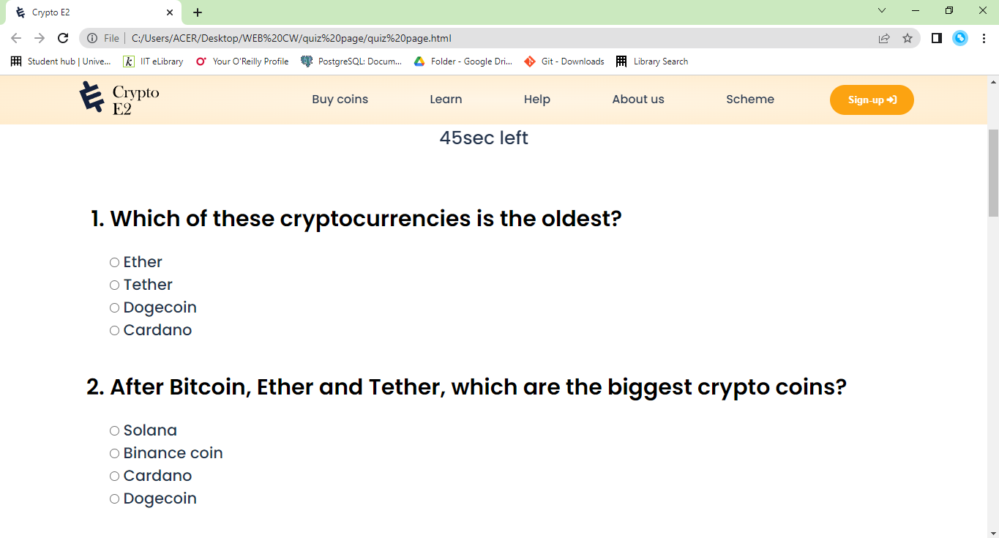 Crypto E2
File
C:/Users/ACER/Desktop/WEB%20CW/quiz%20page/quiz%20page.html
Student hub | Unive...
IIT eLibrary
Your O'Reilly Profile
PostgreSQL: Docum...
Folder - Google Dri...
Git - Downloads
Library Search
Crypto
E2
Buy coins
Learn
Help
About us
Scheme
Sign-up
45sec left
1. Which of these cryptocurrencies is the oldest?
Ether
Tether
Dogecoin
Cardano
2. After Bitcoin, Ether and Tether, which are the biggest crypto coins?
Solana
Binance coin
Cardano
Dogecoin